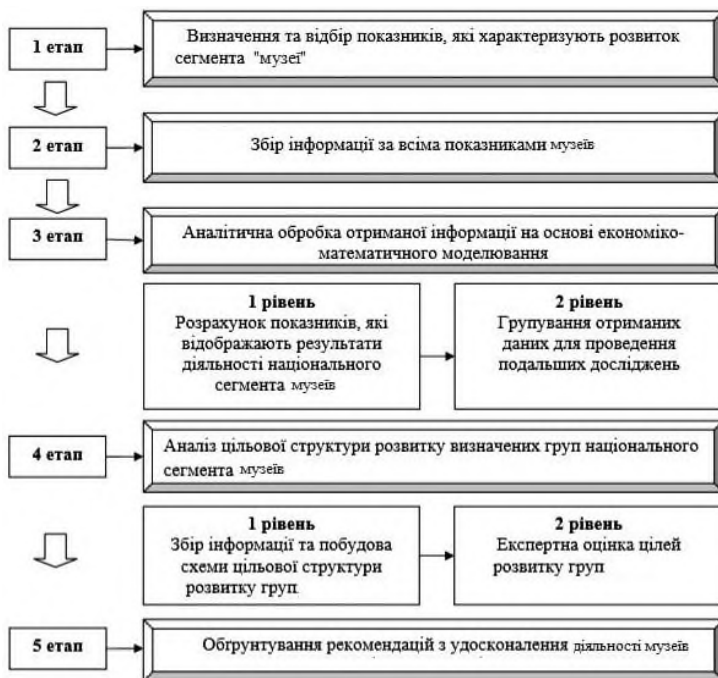 1 етап
Визначення та відбір показників, які характеризують розвиток
сегмента "музеї"
2 етап
Збір інформації за всіма показниками музеїв
3 етап
Аналітична обробка отриманої інформації на основі економіко-
математичного моделювання
1 рівень
Розрахунок показників, які
відображають результати
діяльності національного
сегмента музеїв
2 рівень
Групування отриманих
даних для проведення
подальших досліджень
4 етап
Аналіз цільової структури розвитку визначених груп національного
сегмента музеїв
1 рівень
Збір інформації та побудова
схеми цільової структури
розвитку груп
2 рівень
Експертна оцінка цілей
розвитку груп
5 етап
Обґрунтування рекомендацій з удосконалення діяльності музеїв